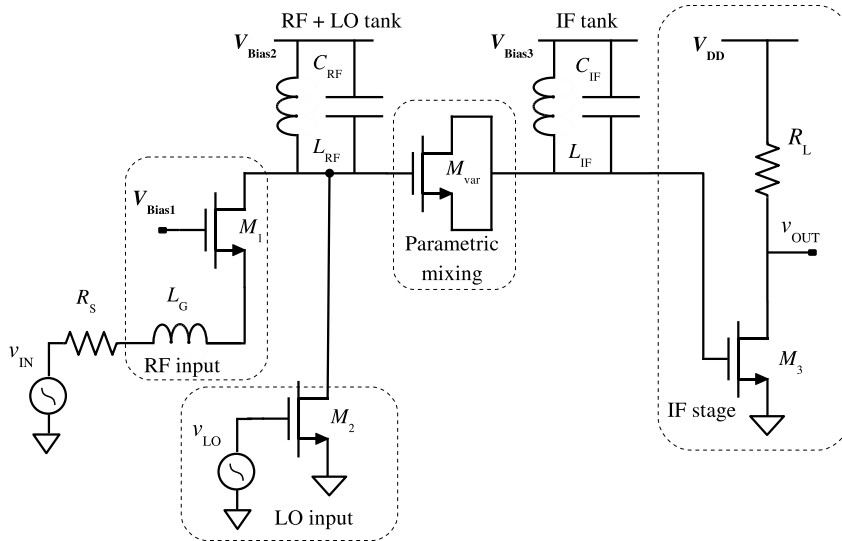 RF + LO tank
IF tank
V_Bias2
C_RF
V_Bias3
C_IF
V_DD
L_RF
L_IF
R_L
M_var
V_Bias1
M_1
Parametric
mixing
v_OUT
R_S
L_G
v_IN
RF input
M_3
v_LO
M_2
IF stage
LO input